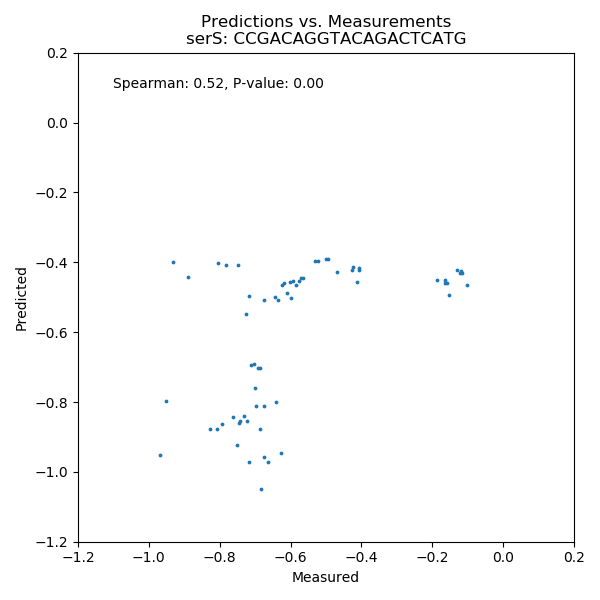 Predictions vs. Measurements
serS: CCGACAGGTACAGACTCATG
Spearman: 0.52, P-value: 0.00
0.2
0.0
−0.2
−0.4
−0.6
−0.8
−1.0
−1.2
Predicted
−1.2 −1.0 −0.8 −0.6 −0.4 −0.2 0.0 0.2
Measured